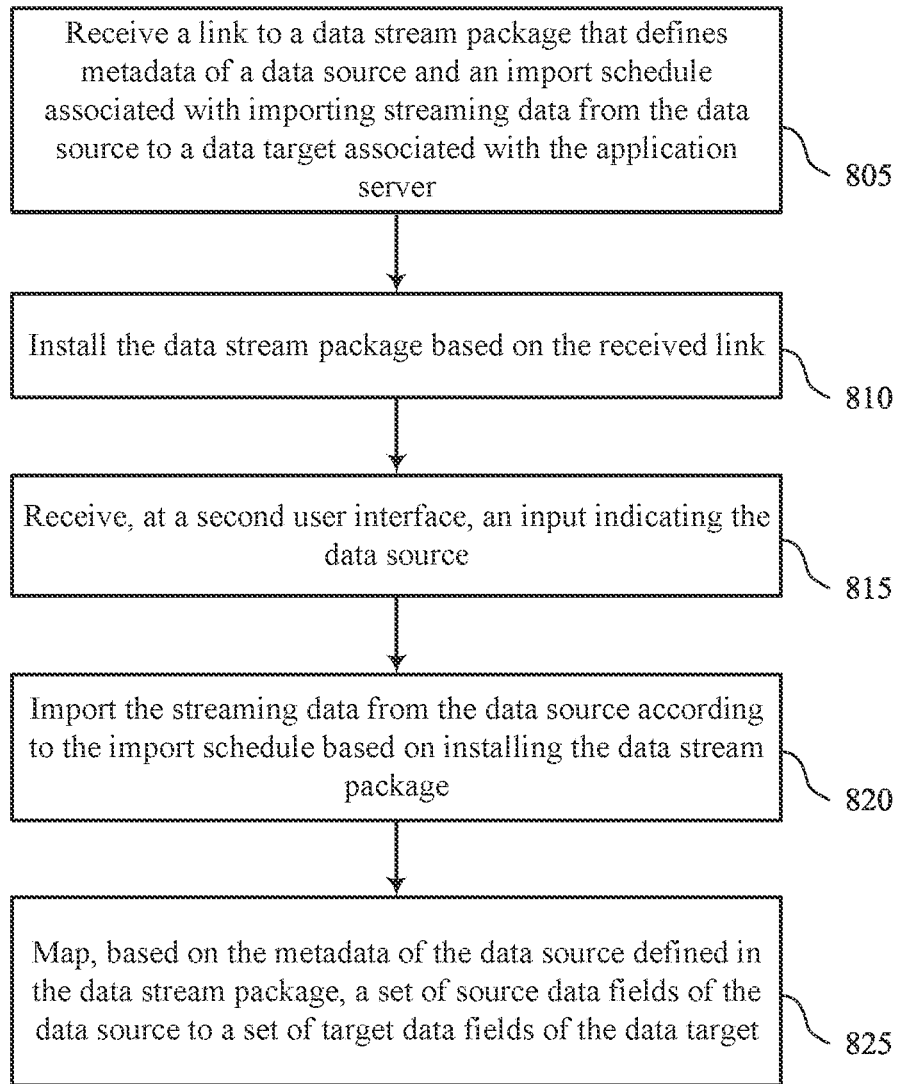 Receive a link to a data stream package that defines
metadata of a data source and an import schedule
associated with importing streaming data from the data
source to a data target associated with the application
server
805
Install the data stream package based on the received link
810
Receive, at a second user interface, an input indicating the
data source
815
Import the streaming data from the data source according
to the import schedule based on installing the data stream
package
820
Map, based on the metadata of the data source defined in
the data stream package, a set of source data fields of the
data source to a set of target data fields of the data target
825